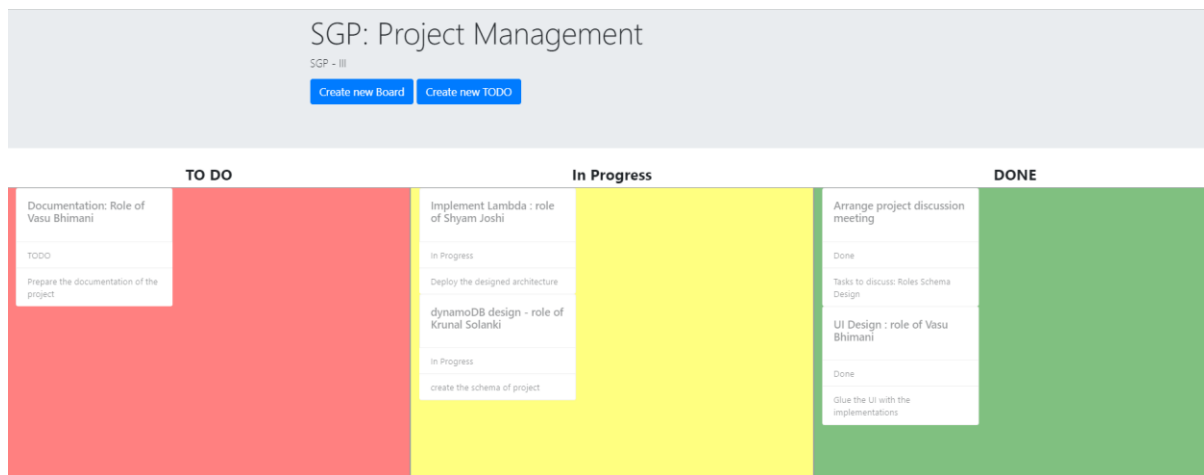 SGP: Project Management
SGP - III
Create new Board
Create new TODO
TO DO
In Progress
DONE
Documentation: Role of
Vasu Bhimani
TODO
Prepare the documentation of the
project
Implement Lambda : role
of Shyam Joshi
In Progress
Deploy the designed architecture
dynamoDB design - role of
Krunal Solanki
In Progress
create the schema of project
Arrange project discussion
meeting
Done
Tasks to discuss: Roles Schema
Design
UI Design : role of Vasu
Bhimani
Done
Glue the UI with the
implementations